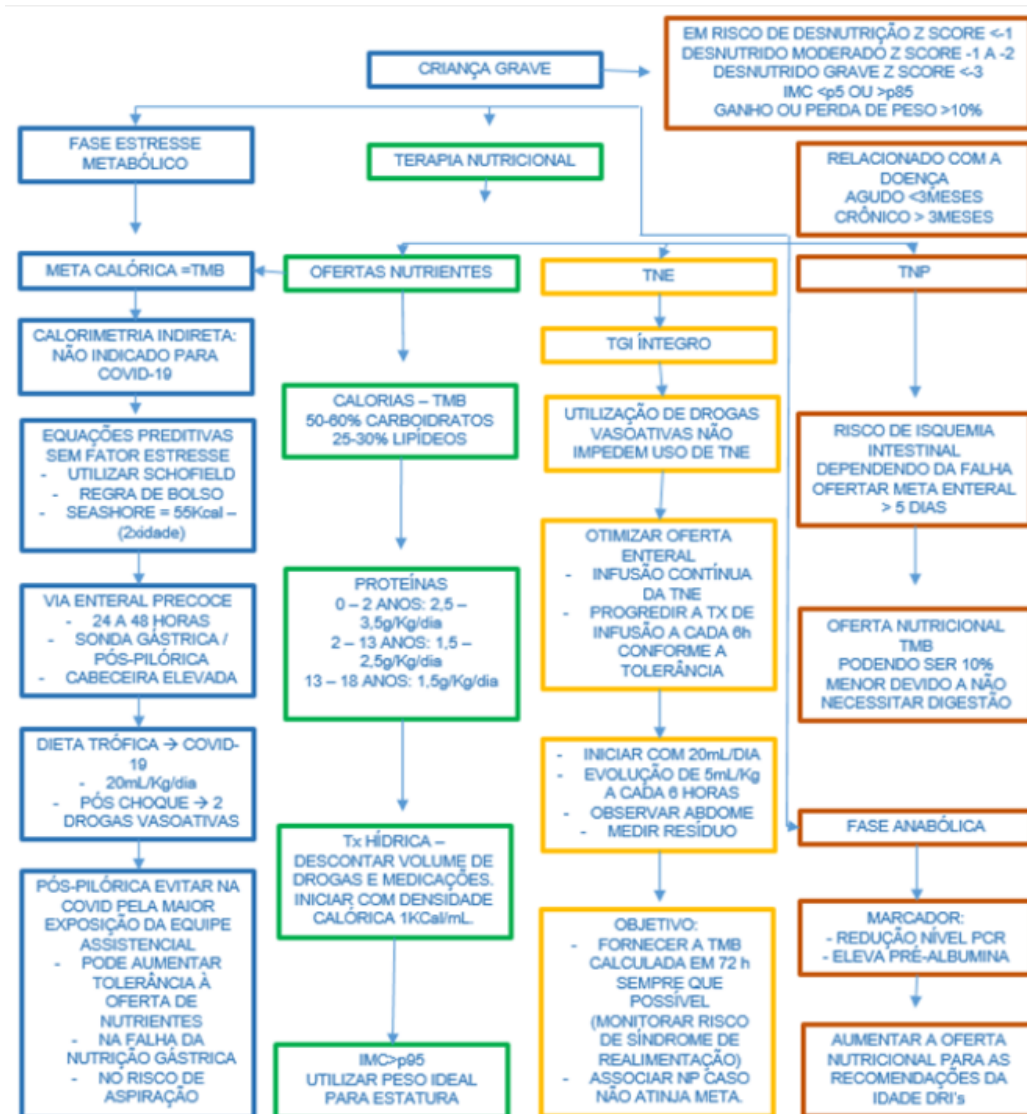 CRIANÇA GRAVE
EM RISCO DE DESNUTRIÇÃO Z SCORE <-1
DESNUTRIDO MODERADO Z SCORE -1 A -2
DESNUTRIDO GRAVE Z SCORE <-3
IMC <p5 OU >p85
GANHO OU PERDA DE PESO >10%
FASE ESTRESSE
METABÓLICO
TERAPIA NUTRICIONAL
RELACIONADO COM A
DOENÇA
AGUDO <3MESES
CRÔNICO > 3MESES
META CALÓRICA =TMB
CALORIMETRIA INDIRETA:
NÃO INDICADO PARA
COVID-19
EQUAÇÕES PREDITIVAS
SEM FATOR ESTRESSE
- UTILIZAR SCHOFIELD
- REGRA DE BOLSO
- SEASHORE = 55Kcal –
(2xidade)
VIA ENTERAL PRECOCE
- 24 A 48 HORAS
- SONDA GÁSTRICA /
PÓS-PILÓRICA
- CABECEIRA ELEVADA
DIETA TRÓFICA → COVID-
19
- 20mL/Kg/dia
- PÓS CHOQUE → 2
DROGAS VASOATIVAS
PÓS-PILÓRICA EVITAR NA
COVID PELA MAIOR
EXPOSIÇÃO DA EQUIPE
ASSISTENCIAL
- PODE AUMENTAR
TOLERÂNCIA À
OFERTA DE
NUTRIENTES
- NA FALHA DA
NUTRIÇÃO GÁSTRICA
- NO RISCO DE
ASPIRAÇÃO
OFERTAS NUTRIENTES
CALORIAS – TMB
50-60% CARBOIDRATOS
25-30% LIPÍDEOS
PROTEÍNAS
0 – 2 ANOS: 2,5 –
3,5g/Kg/dia
2 – 13 ANOS: 1,5 –
2,5g/Kg/dia
13 – 18 ANOS: 1,5g/Kg/dia
Tx HÍDRICA –
DESCONTAR VOLUME DE
DROGAS E MEDICAÇÕES.
INICIAR COM DENSIDADE
CALÓRICA 1KCal/mL.
IIMC>p95
UTILIZAR PESO IDEAL
PARA ESTATURA
TNE
TGI ÍNTEGRO
UTILIZAÇÃO DE DROGAS
VASOATIVAS NÃO
IMPEDEM USO DE TNE
OTIMIZAR OFERTA
ENTERAL
- INFUSÃO CONTÍNUA
DA TNE
- PROGREDIR A TX DE
INFUSÃO A CADA 6h
CONFORME A
TOLERÂNCIA
- INICIAR COM 20mL/DIA
- EVOLUÇÃO DE 5mL/Kg
A CADA 6 HORAS
- OBSERVAR ABDOME
- MEDIR RESÍDUO
OBJETIVO:
- FORNECER A TMB
CALCULADA EM 72 h
SEMPRE QUE
POSSÍVEL
(MONITORAR RISCO
DE SÍNDROME DE
REALIMENTAÇÃO)
- ASSOCIAR NP CASO
NÃO ATINJA META.
TNP
RISCO DE ISQUEMIA
INTESTINAL
DEPENDENDO DA FALHA
OFERTAR META ENTERAL
> 5 DIAS
OFERTA NUTRICIONAL
TMB
PODENDO SER 10%
MENOR DEVIDO A NÃO
NECESSITAR DIGESTÃO
FASE ANABÓLICA
MARCADOR:
- REDUÇÃO NÍVEL PCR
- ELEVA PRÉ-ALBUMINA
AUMENTAR A OFERTA
NUTRICIONAL PARA AS
RECOMENDAÇÕES DA
IDADE DRI's